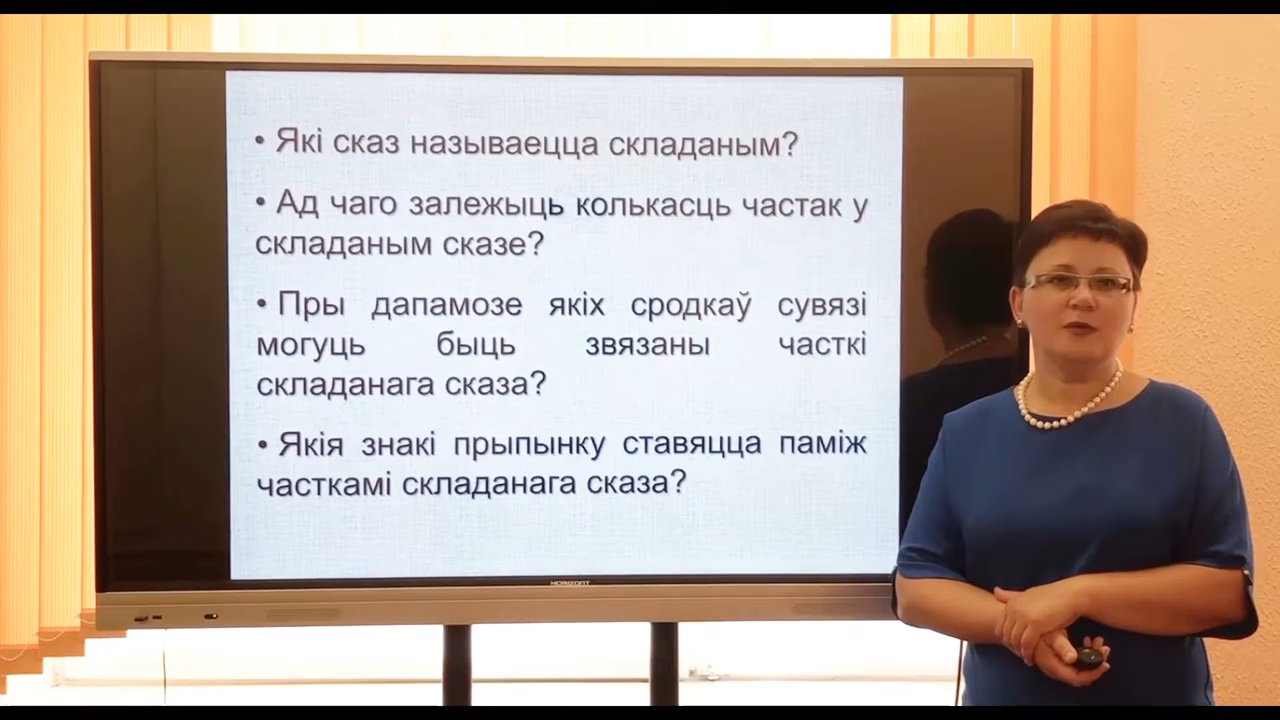 • Які сказ называецца складаным?
• Ад чаго залежыць колькасць частак у
складаным сказе?
• Пры дапамозе якіх сродкаў сувязі
могуць быць звязаны часткі
складанага сказа?
• Якія знакі прыпынку ставяцца паміж
часткамі складанага сказа?
HORIZONT